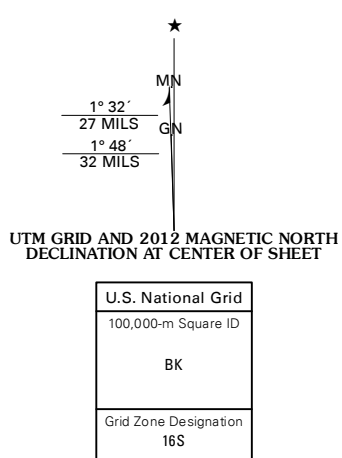 ★
MN
1° 32´
27 MILS
GN
1° 48´
32 MILS
UTM GRID AND 2012 MAGNETIC NORTH
DECLINATION AT CENTER OF SHEET
U.S. National Grid
100,000-m Square ID
BK
Grid Zone Designation
16S